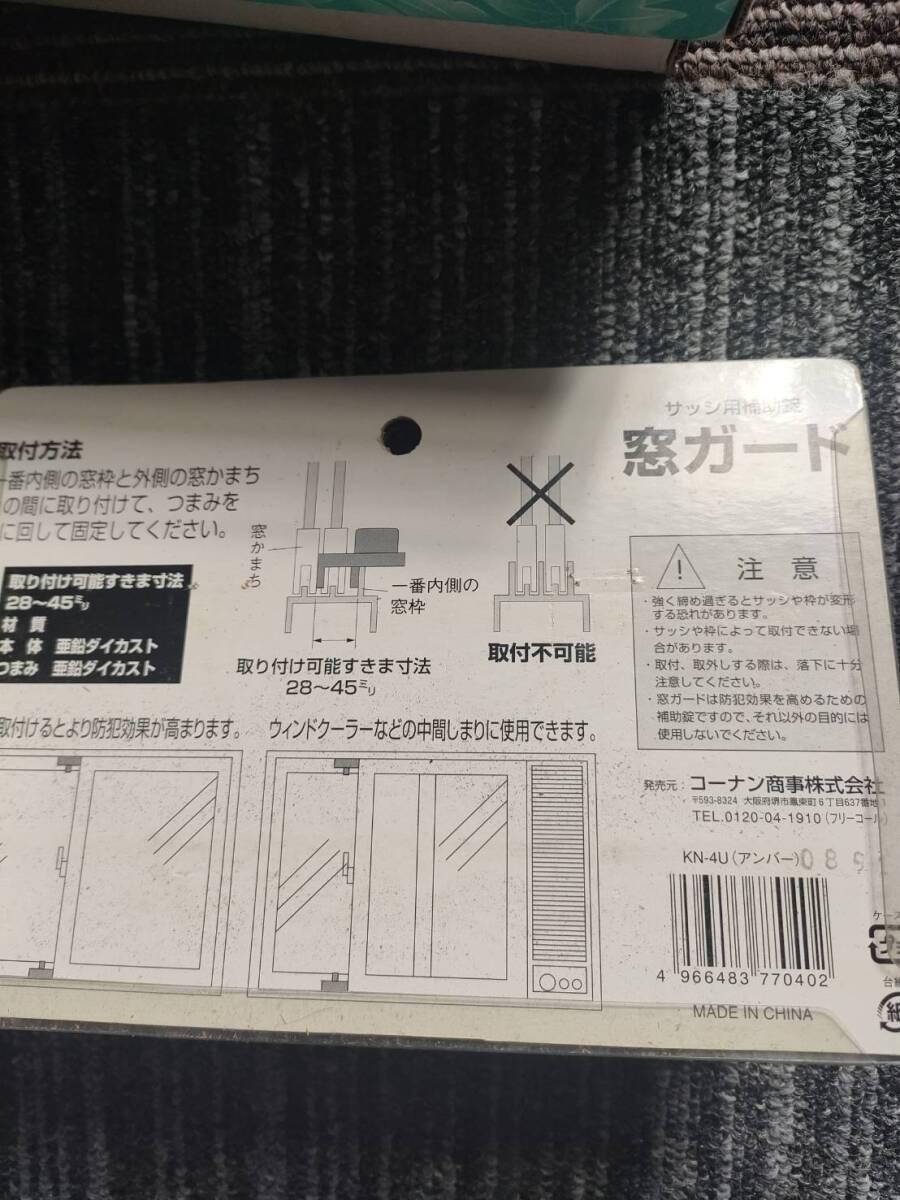 サッシ用補助錠
窓ガード
取付方法
一番内側の窓枠と外側の窓かまち
の間に取り付けて、つまみを
に回して固定してください。
取り付け可能すきま寸法
28〜45㍉
材 質
本 体 亜鉛ダイカスト
つまみ 亜鉛ダイカスト
窓かまち
一番内側の
窓枠
取り付け可能すきま寸法
28〜45㍉
取付不可能
注 意
・強く締め過ぎるとサッシや枠が変形
する恐れがあります。
・サッシや枠によって取付できない場
合があります。
・取付、取外しする際は、落下に十分
注意してください。
・窓ガードは防犯効果を高めるための
補助錠ですので、それ以外の目的には
使用しないでください。
取付けるとより防犯効果が高まります。
ウィンドクーラーなどの中間しまりに使用できます。
発売元：コーナン商事株式会社
〒593-8324 大阪府堺市鳳東町6丁目637番地1
TEL.0120-04-1910(フリーコール)
KN-4U(アンバー)
4 966483 770402
MADE IN CHINA
ケース
台紙
紙